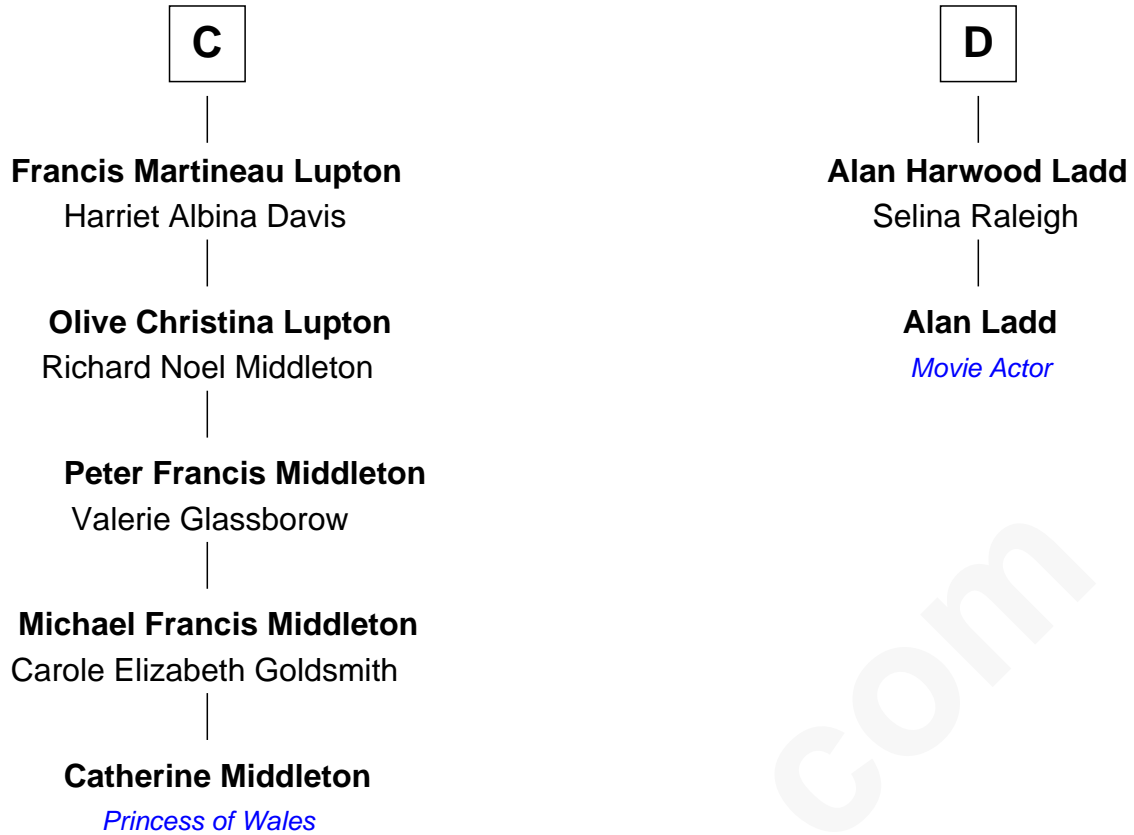 C
Francis Martineau Lupton
Harriet Albina Davis
Olive Christina Lupton
Richard Noel Middleton
Peter Francis Middleton
Valerie Glassborow
Michael Francis Middleton
Carole Elizabeth Goldsmith
Catherine Middleton
Princess of Wales
D
Alan Harwood Ladd
Selina Raleigh
Alan Ladd
Movie Actor
com